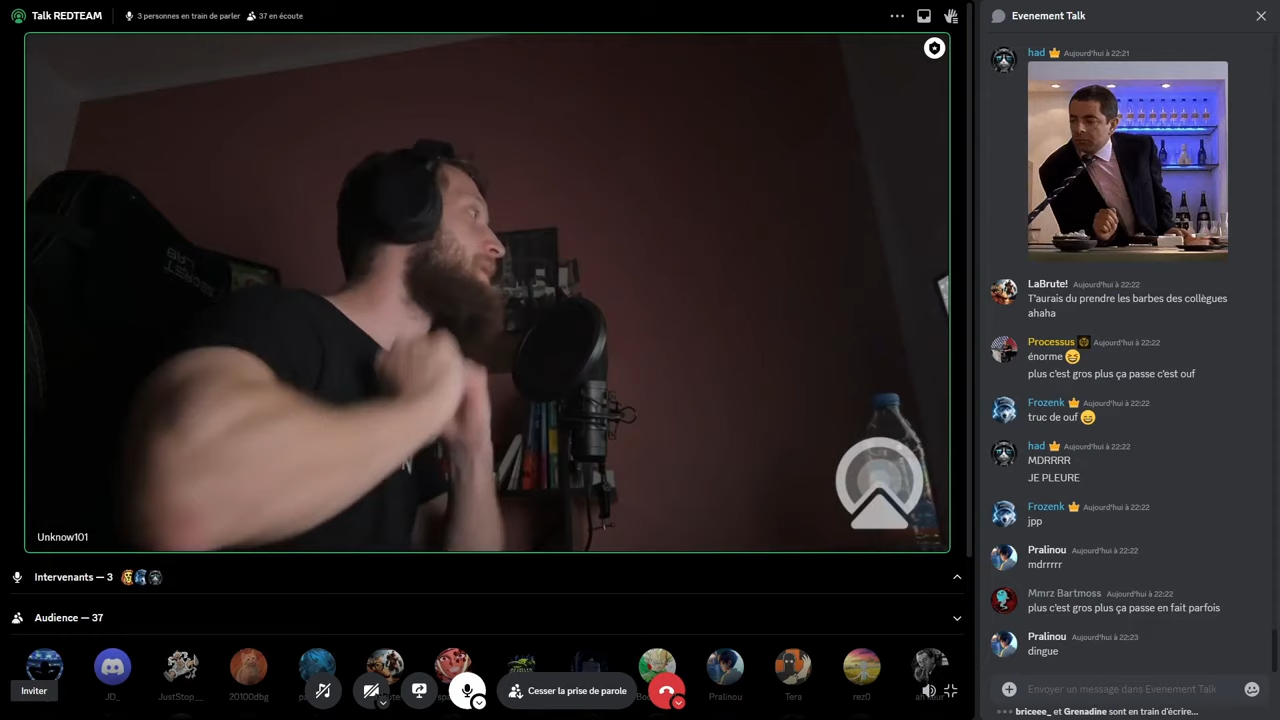 Talk REDTEAM
3 personnes en train de parler
37 en écoute
Evenement Talk
had Aujourd'hui à 22:21
LaBrute! Aujourd'hui à 22:22
T'aurais du prendre les barbes des collègues
ahaha
Processus Aujourd'hui à 22:22
énorme
plus c'est gros plus ça passe c'est ouf
Frozenk Aujourd'hui à 22:22
truc de ouf
had Aujourd'hui à 22:22
MDRRRR
JE PLEURE
Frozenk Aujourd'hui à 22:22
jpp
Pralinou Aujourd'hui à 22:22
mdrrrrr
Mmrz Bartmoss Aujourd'hui à 22:22
plus c'est gros plus ça passe en fait parfois
Pralinou Aujourd'hui à 22:23
dingue
Envoyer un message dans Evenement Talk
briceee_ et Grenadine sont en train d'écrire...
SECRET
LAB
Unknow101
Intervenants — 3
Audience — 37
Inviter
Cesser la prise de parole
JD_
JustStop__
20100dbg
Pralinou
Tera
rez0